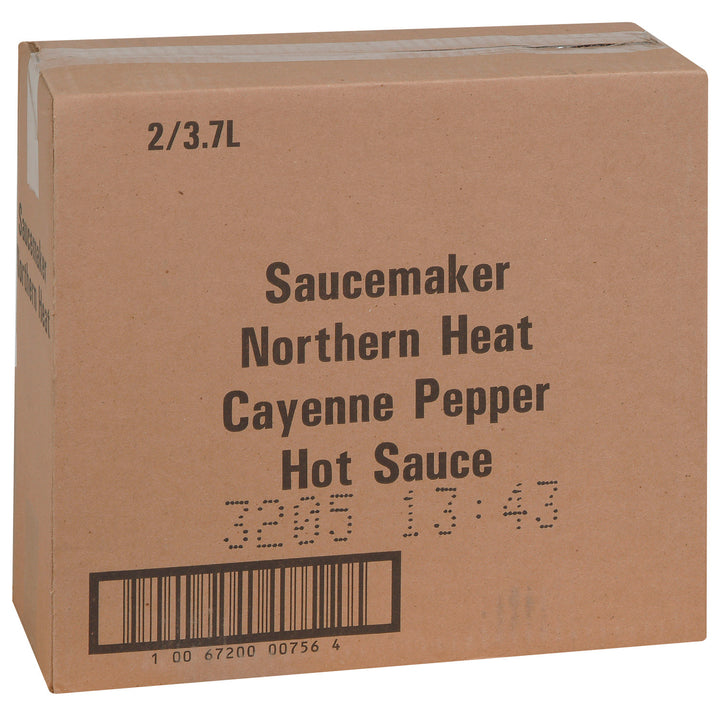 2/3.7L
Saucemaker
Northern Heat
Saucemaker
Northern Heat
Cayenne Pepper
Hot Sauce
3205 13:43
1 00 67200 00756 4